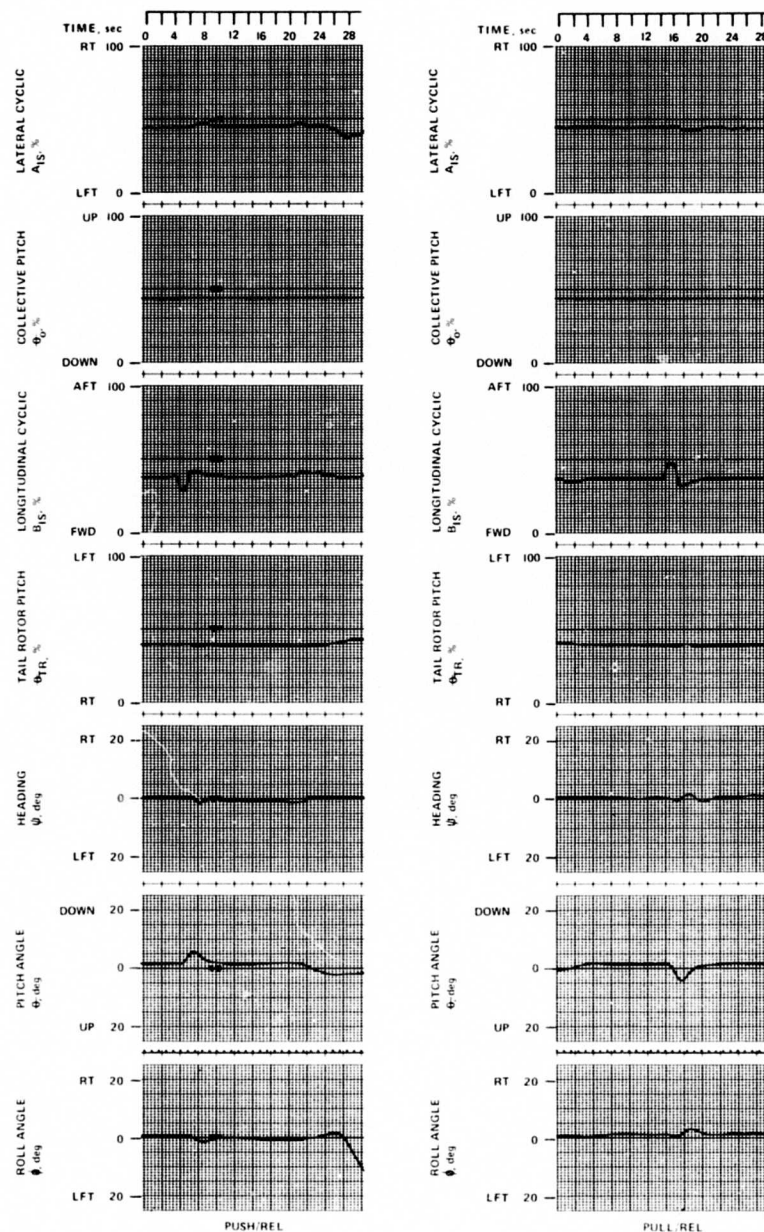 TIME, sec 0 4 8 12 16 20 24 28
RT 100
LATERAL CYCLIC
A1S, %
LFT 0
UP 100
COLLECTIVE PITCH
θo, %
DOWN 0
AFT 100
LONGITUDINAL CYCLIC
B1S, %
FWD 0
LFT 100
TAIL ROTOR PITCH
θTR, %
RT 0
RT 20
HEADING
ψ, deg
0
LFT 20
DOWN 20
PITCH ANGLE
θ, deg
0
UP 20
RT 20
ROLL ANGLE
ϕ, deg
0
LFT 20
PUSH/REL
TIME, sec 0 4 8 12 16 20 24 28
RT 100
LATERAL CYCLIC
A1S, %
LFT 0
UP 100
COLLECTIVE PITCH
θo, %
DOWN 0
AFT 100
LONGITUDINAL CYCLIC
B1S, %
FWD 0
LFT 100
TAIL ROTOR PITCH
θTR, %
RT 0
RT 20
HEADING
ψ, deg
0
LFT 20
DOWN 20
PITCH ANGLE
θ, deg
0
UP 20
RT 20
ROLL ANGLE
ϕ, deg
0
LFT 20
PULL/REL